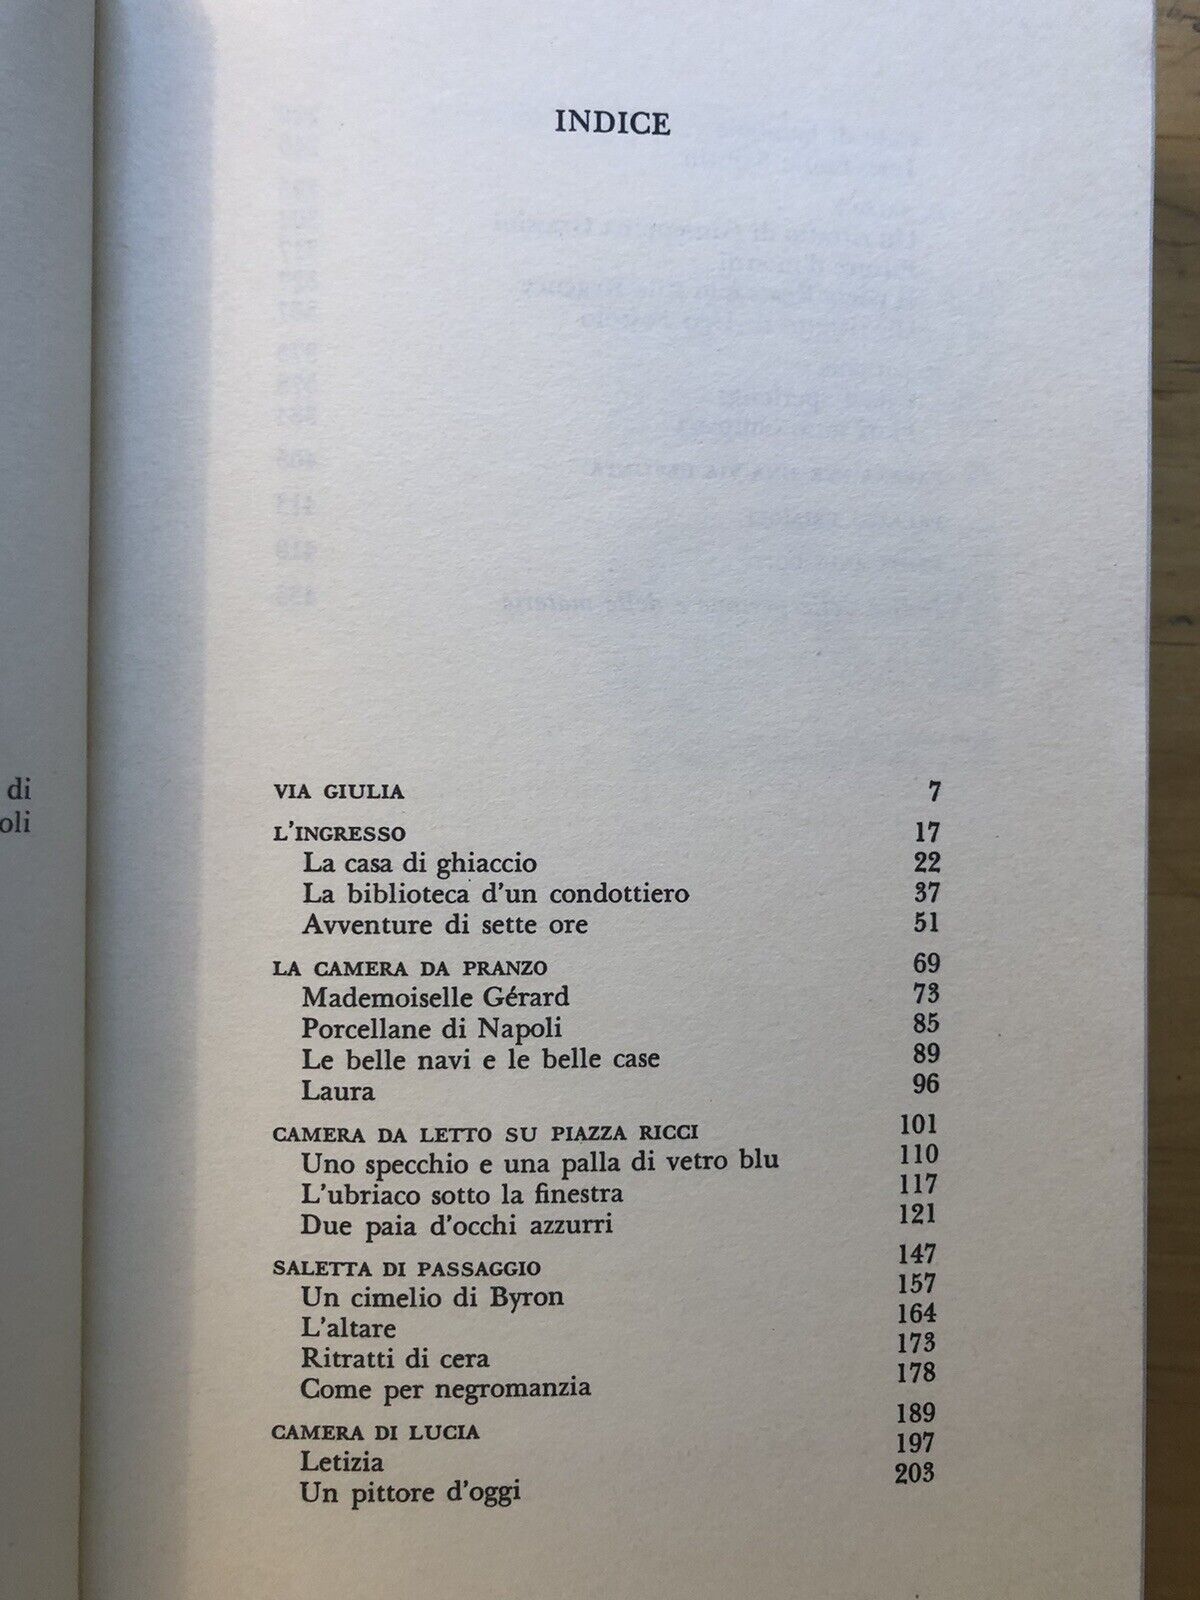 di
oli
INDICE
VIA GIULIA 7
L'INGRESSO 17
La casa di ghiaccio 22
La biblioteca d'un condottiero 37
Avventure di sette ore 51
LA CAMERA DA PRANZO 69
Mademoiselle Gérard 73
Porcellane di Napoli 85
Le belle navi e le belle case 89
Laura 96
CAMERA DA LETTO SU PIAZZA RICCI 101
Uno specchio e una palla di vetro blu 110
L'ubriaco sotto la finestra 117
Due paia d'occhi azzurri 121
SALETTA DI PASSAGGIO 147
Un cimelio di Byron 157
L'altare 164
Ritratti di cera 173
Come per negromanzia 178
CAMERA DI LUCIA 189
Letizia 197
Un pittore d'oggi 203